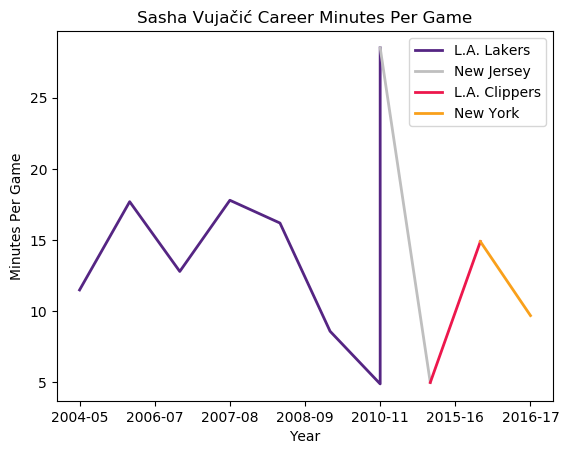 Sasha Vujačić Career Minutes Per Game
L.A. Lakers
New Jersey
L.A. Clippers
New York
Minutes Per Game
25
20
15
10
5
2004-05 2006-07 2007-08 2008-09 2010-11 2015-16 2016-17
Year